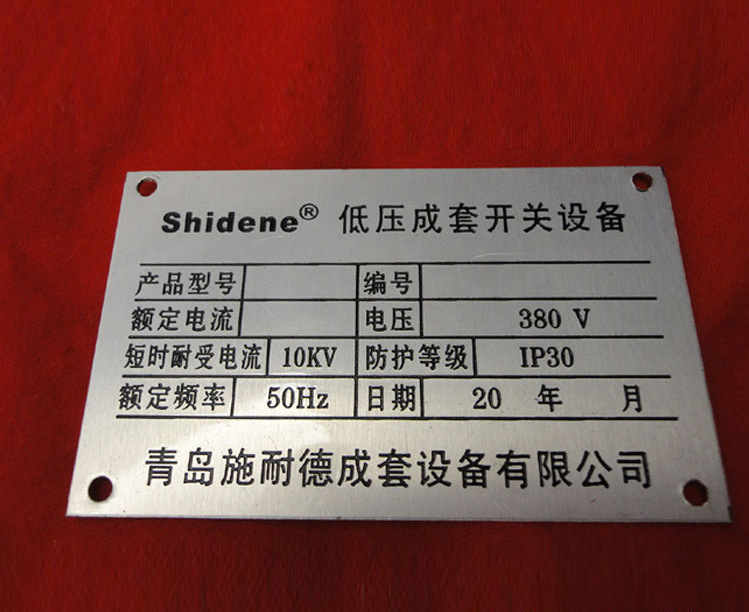 Shidene® 低压成套开关设备
产品型号 编号
额定电流 电压 380 V
短时耐受电流 10KV 防护等级 IP30
额定频率 50Hz 日期 20 年 月
青岛施耐德成套设备有限公司